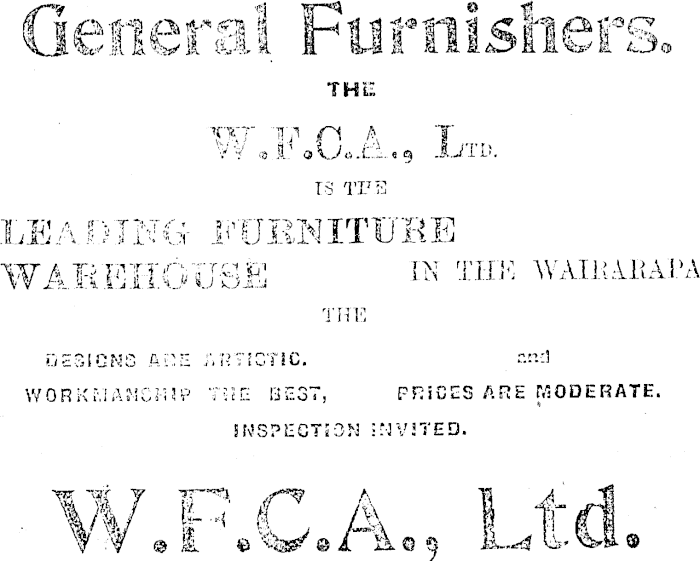 General Furnishers.
THE
W.F.C.A., LTD.
IS THE
LEADING FURNITURE
WAREHOUSE IN THE WAIRARAPA
THE
DESIGNS ARE ARTISTIC. and
WORKMANSHIP THE BEST, PRICES ARE MODERATE.
INSPECTION INVITED.
W.F.C.A., Ltd.